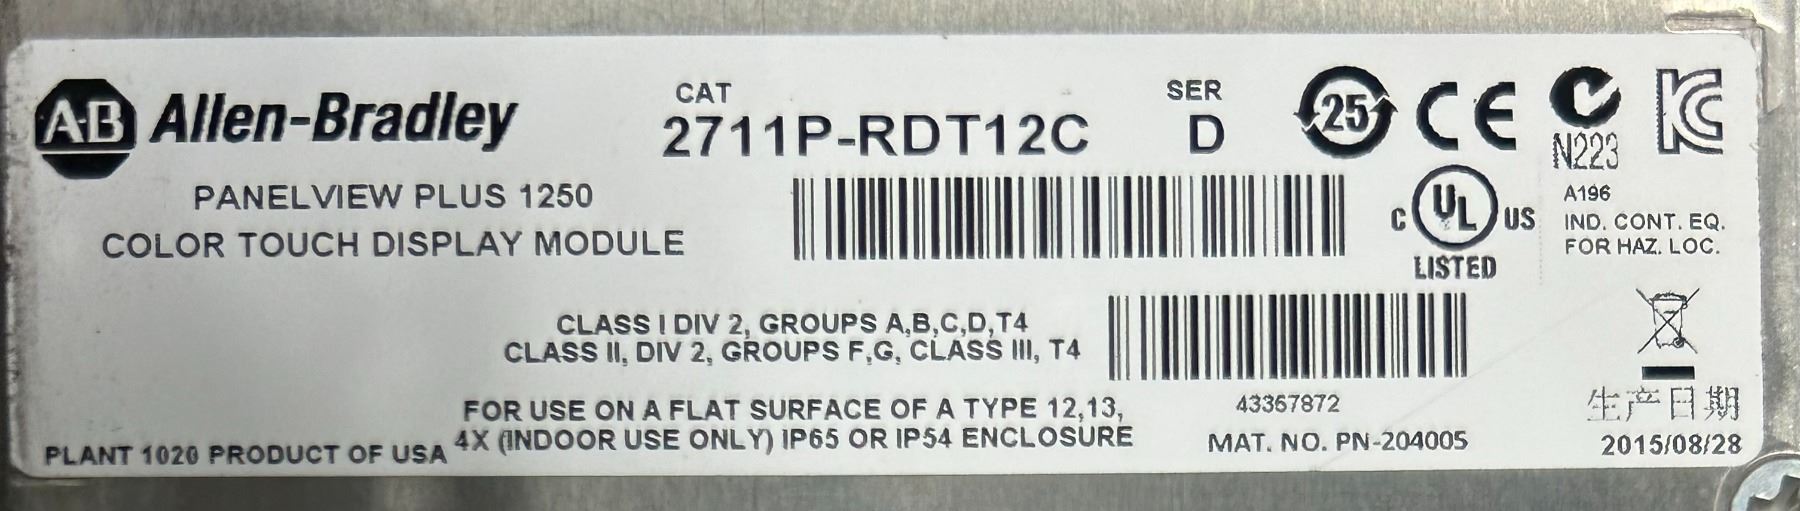 AB Allen-Bradley
PANELVIEW PLUS 1250
COLOR TOUCH DISPLAY MODULE
CAT
2711P-RDT12C
SER
D
25
CE
N223
C UL US
LISTED
A196
IND. CONT. EQ.
FOR HAZ. LOC.
CLASS I DIV 2, GROUPS A,B,C,D,T4
CLASS II, DIV 2, GROUPS F,G, CLASS III, T4
FOR USE ON A FLAT SURFACE OF A TYPE 12,13,
4X (INDOOR USE ONLY) IP65 OR IP54 ENCLOSURE
PLANT 1020 PRODUCT OF USA
43367872
MAT. NO. PN-204005
生产日期
2015/08/28